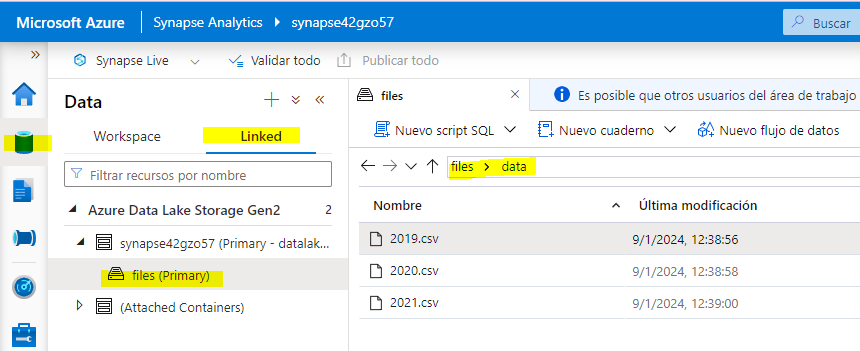 Microsoft Azure Synapse Analytics synapse42gzo57 Buscar
Synapse Live Validar todo Publicar todo
Data
Workspace Linked
Filtrar recursos por nombre
Azure Data Lake Storage Gen2 2
synapse42gzo57 (Primary - datalak...
files (Primary)
(Attached Containers)
files Es posible que otros usuarios del área de trabajo
Nuevo script SQL Nuevo cuaderno Nuevo flujo de datos
files data
Nombre Última modificación
2019.csv 9/1/2024, 12:38:56
2020.csv 9/1/2024, 12:38:58
2021.csv 9/1/2024, 12:39:00